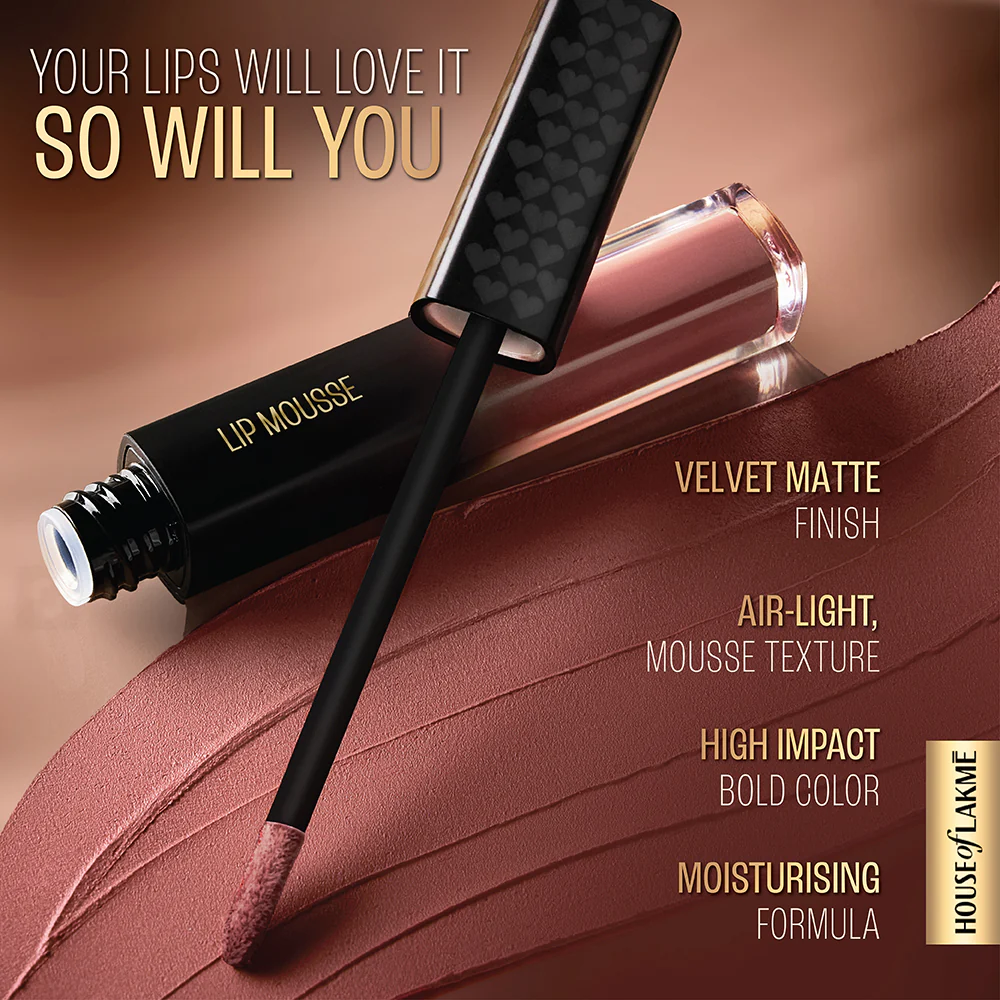 YOUR LIPS WILL LOVE IT
SO WILL YOU
LIP MOUSSE
VELVET MATTE
FINISH
AIR-LIGHT,
MOUSSE TEXTURE
HIGH IMPACT
BOLD COLOR
MOISTURISING
FORMULA
HOUSE of LAKMĒ